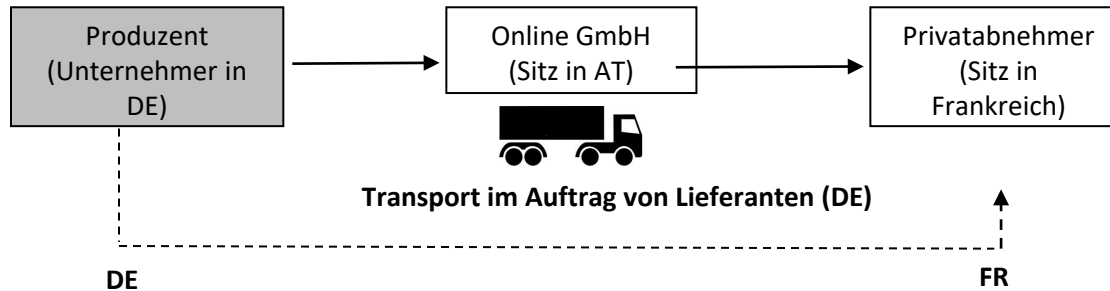 Produzent
(Unternehmer in
DE)
Online GmbH
(Sitz in AT)
Privatabnehmer
(Sitz in
Frankreich)
Transport im Auftrag von Lieferanten (DE)
DE
FR